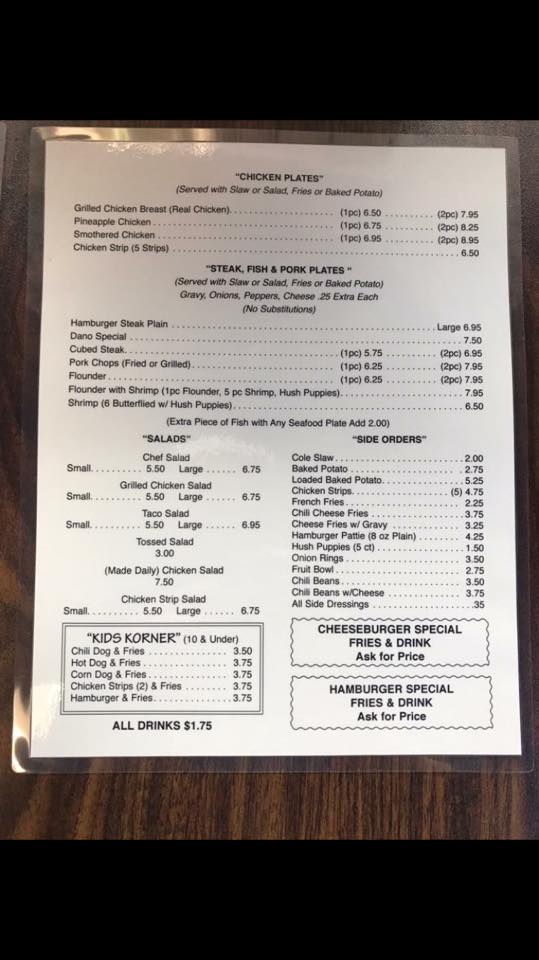 "CHICKEN PLATES"
(Served with Slaw or Salad, Fries or Baked Potato)
Grilled Chicken Breast (Real Chicken). (1pc) 6.50 (2pc) 7.95
Pineapple Chicken (1pc) 6.75 (2pc) 8.25
Smothered Chicken (1pc) 6.95 (2pc) 8.95
Chicken Strip (5 Strips) 6.50
"STEAK, FISH & PORK PLATES "
(Served with Slaw or Salad, Fries or Baked Potato)
Gravy, Onions, Peppers, Cheese .25 Extra Each
(No Substitutions)
Hamburger Steak Plain Large 6.95
Dano Special 7.50
Cubed Steak (1pc) 5.75 (2pc) 6.95
Pork Chops (Fried or Grilled) (1pc) 6.25 (2pc) 7.95
Flounder (1pc) 6.25 (2pc) 7.95
Flounder with Shrimp (1pc Flounder, 5 pc Shrimp, Hush Puppies) 7.95
Shrimp (6 Butterflied w/ Hush Puppies) 6.50
(Extra Piece of Fish with Any Seafood Plate Add 2.00)
"SALADS"
Chef Salad
Small 5.50 Large 6.75
Grilled Chicken Salad
Small 5.50 Large 6.75
Taco Salad
Small 5.50 Large 6.95
Tossed Salad
3.00
(Made Daily) Chicken Salad
7.50
Chicken Strip Salad
Small 5.50 Large 6.75
"KIDS KORNER" (10 & Under)
Chili Dog & Fries 3.50
Hot Dog & Fries 3.75
Corn Dog & Fries 3.75
Chicken Strips (2) & Fries 3.75
Hamburger & Fries 3.75
ALL DRINKS $1.75
"SIDE ORDERS"
Cole Slaw 2.00
Baked Potato 2.75
Loaded Baked Potato 5.25
Chicken Strips (5) 4.75
French Fries 2.25
Chili Cheese Fries 3.75
Cheese Fries w/ Gravy 3.25
Hamburger Pattie (8 oz Plain) 4.25
Hush Puppies (5 ct) 1.50
Onion Rings 3.50
Fruit Bowl 2.75
Chili Beans 3.50
Chili Beans w/Cheese 3.75
All Side Dressings .35
CHEESEBURGER SPECIAL
FRIES & DRINK
Ask for Price
HAMBURGER SPECIAL
FRIES & DRINK
Ask for Price